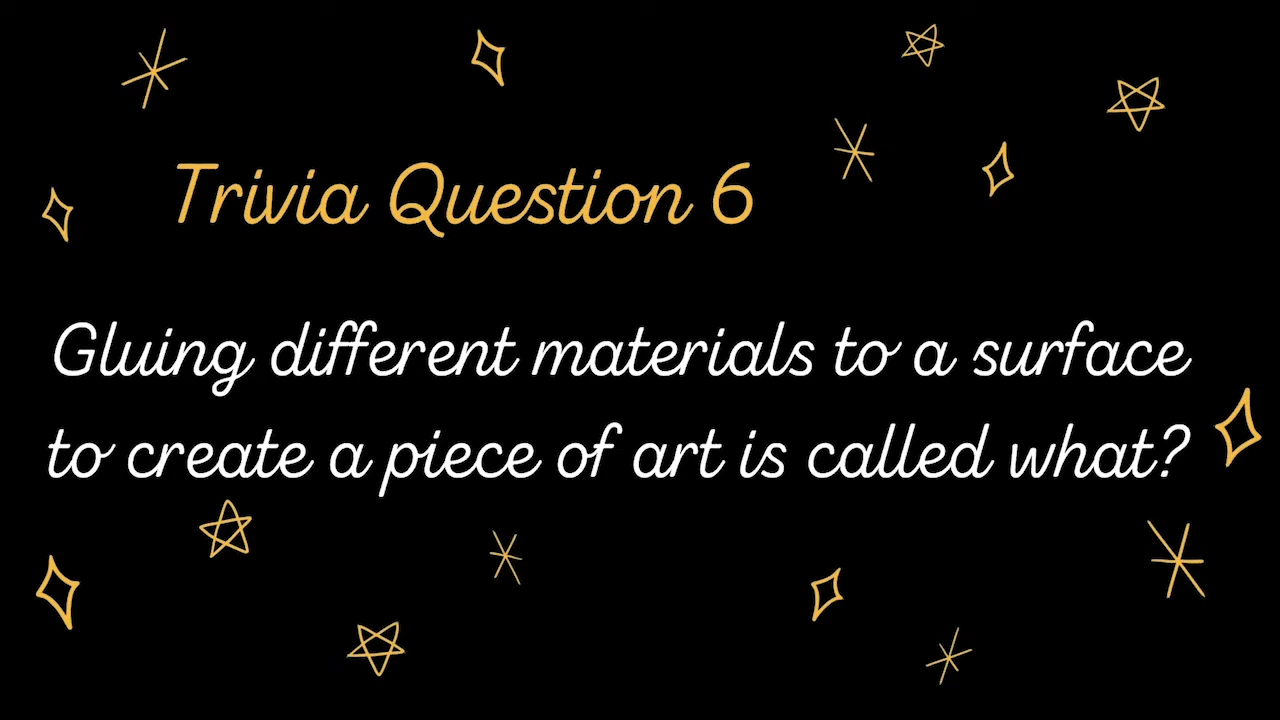 Trivia Question 6
Gluing different materials to a surface
to create a piece of art is called what?